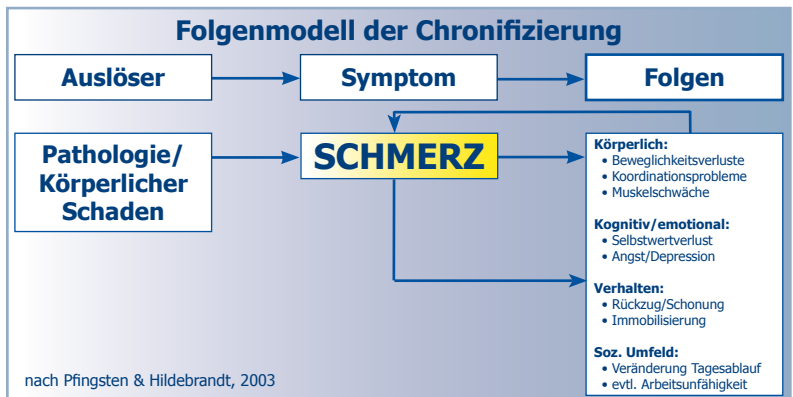 Folgenmodell der Chronifizierung
Auslöser
Symptom
Folgen
Pathologie/
Körperlicher
Schaden
SCHMERZ
Körperlich:
• Beweglichkeitsverluste
• Koordinationsprobleme
• Muskelschwäche
Kognitiv/emotional:
• Selbstwertverlust
• Angst/Depression
Verhalten:
• Rückzug/Schonung
• Immobilisierung
Soz. Umfeld:
• Veränderung Tagesablauf
• evtl. Arbeitsunfähigkeit
nach Pfingsten & Hildebrandt, 2003